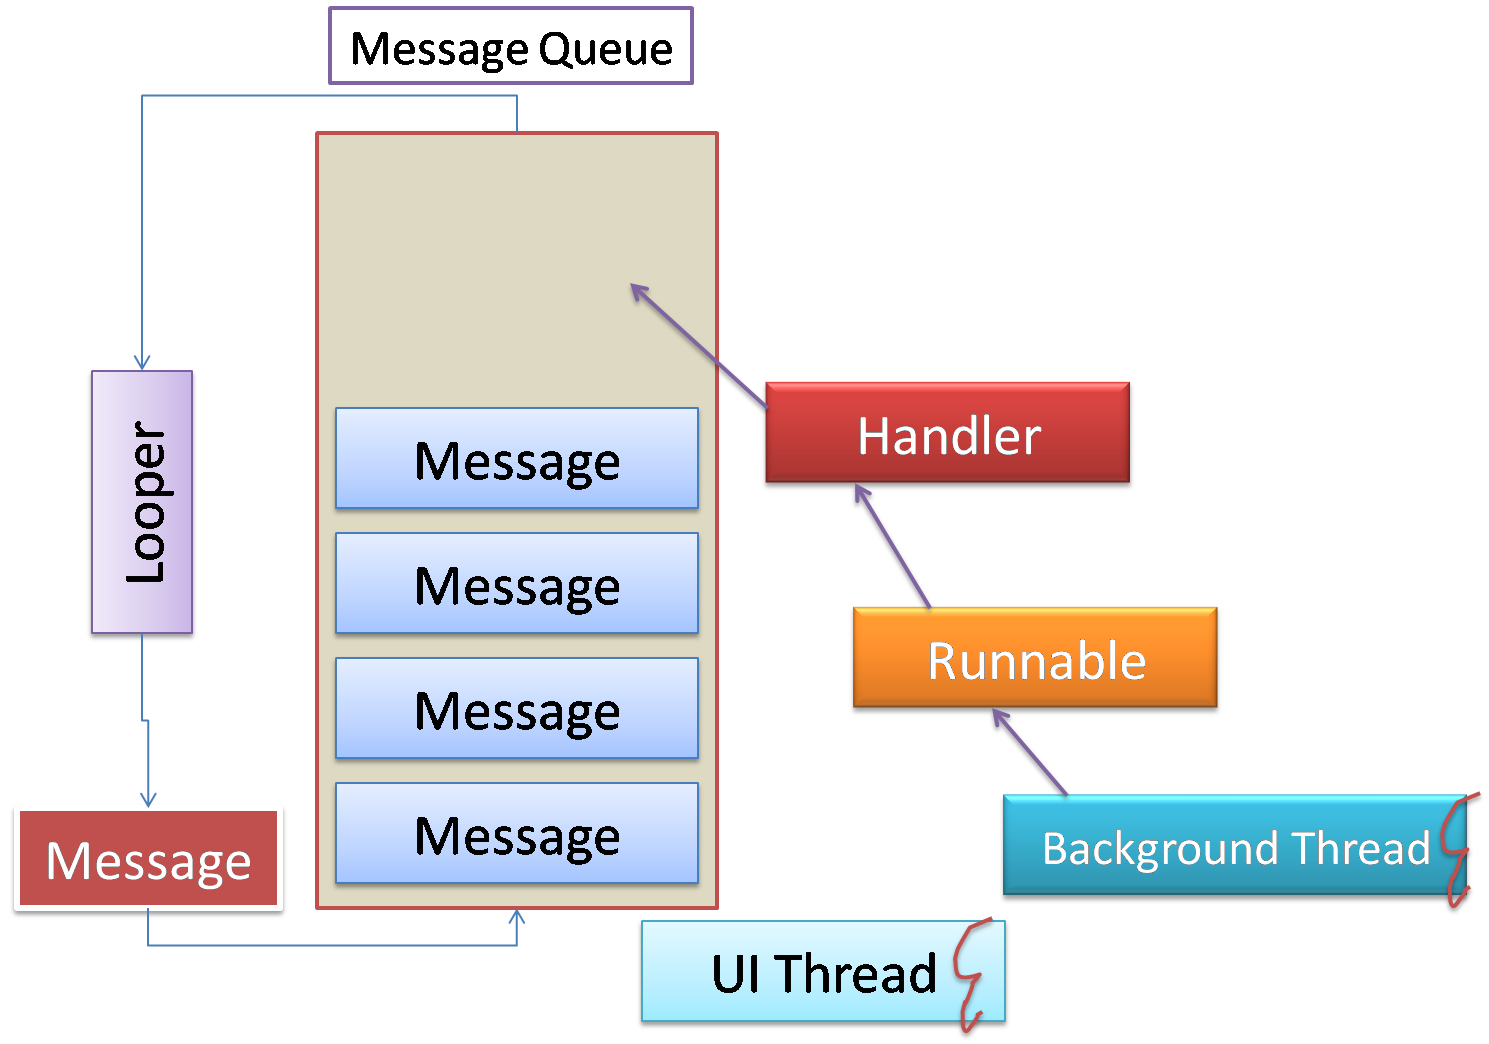 Message Queue
Looper
Message
Message
Message
Message
Message
Handler
Runnable
Background Thread
UI Thread